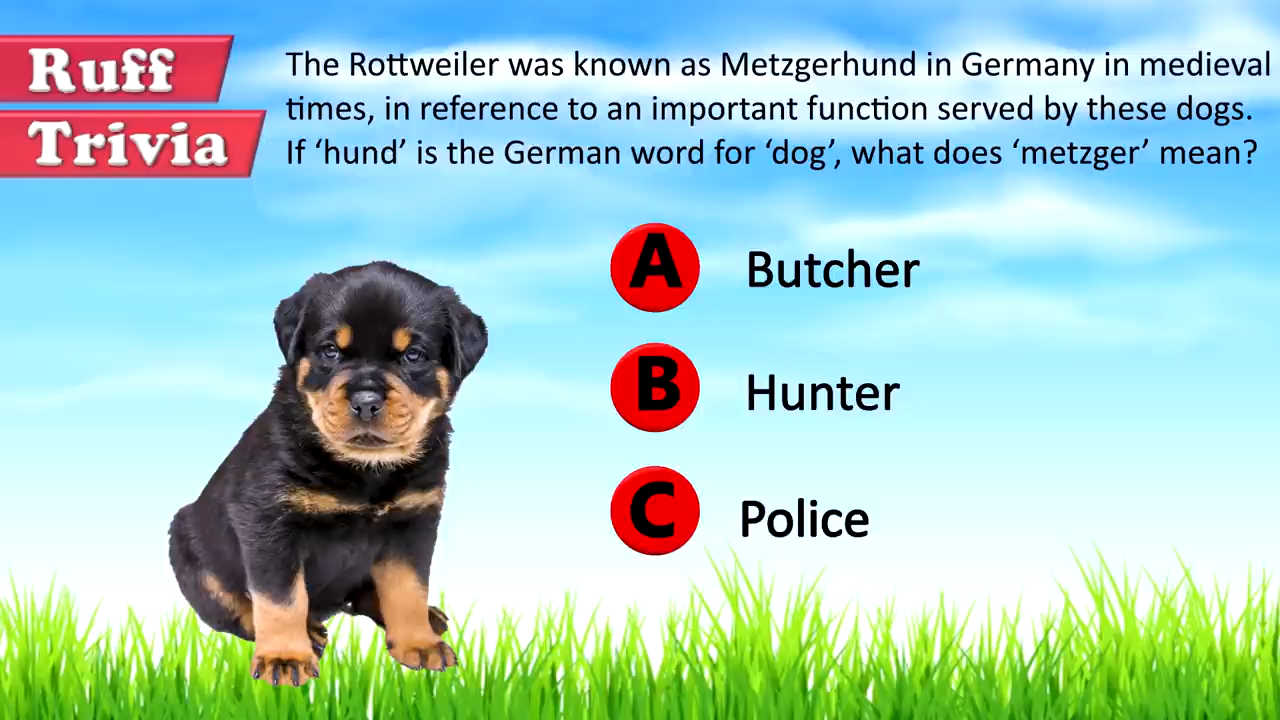 Ruff
Trivia
The Rottweiler was known as Metzgerhund in Germany in medieval
times, in reference to an important function served by these dogs.
If ‘hund’ is the German word for ‘dog’, what does ‘metzger’ mean?
A Butcher
B Hunter
C Police